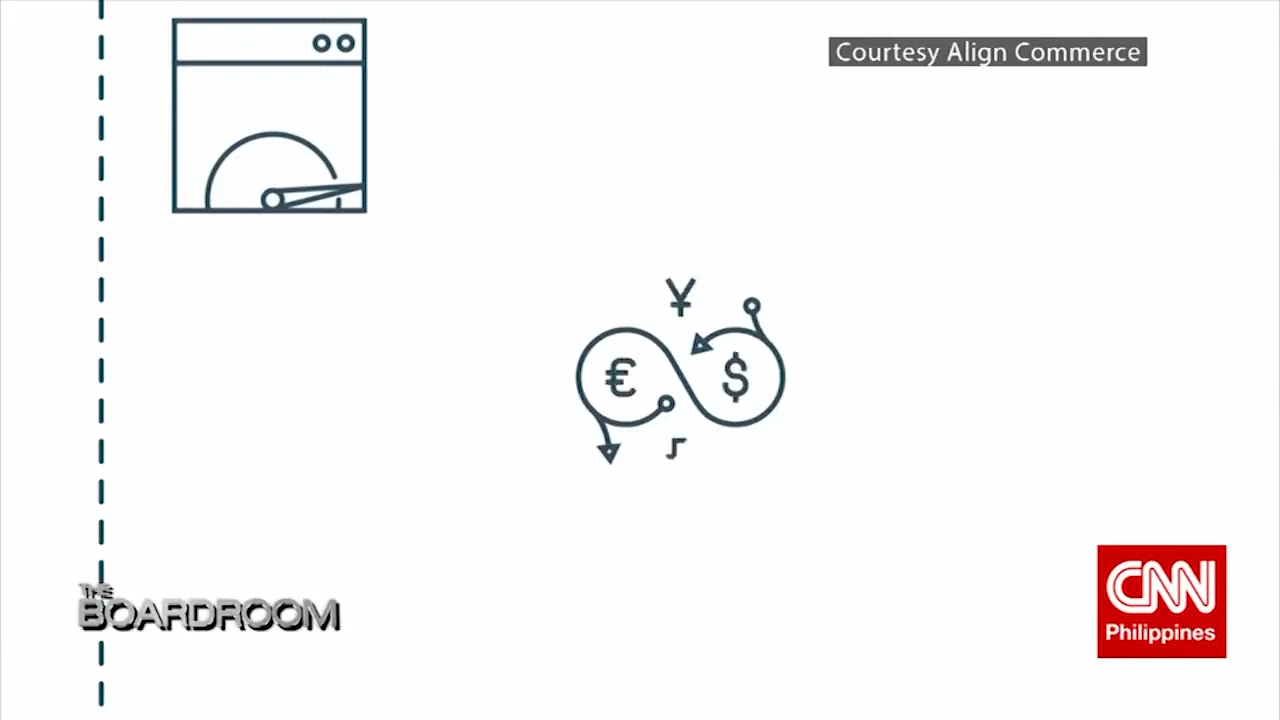 Courtesy Align Commerce
¥
€ $
THE
BOARDROOM
CNN
Philippines